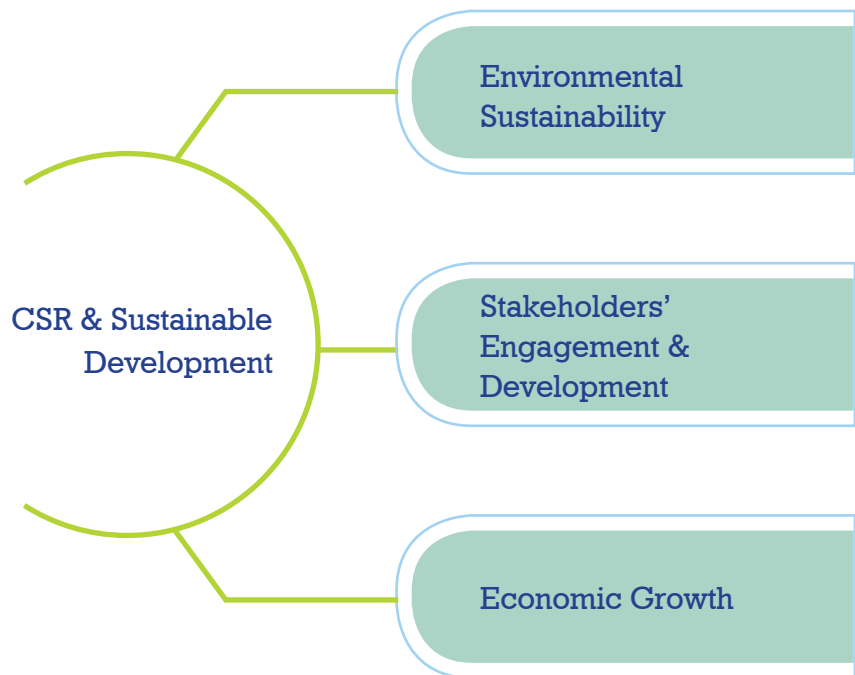 CSR & Sustainable
Development
Environmental
Sustainability
Stakeholders’
Engagement &
Development
Economic Growth